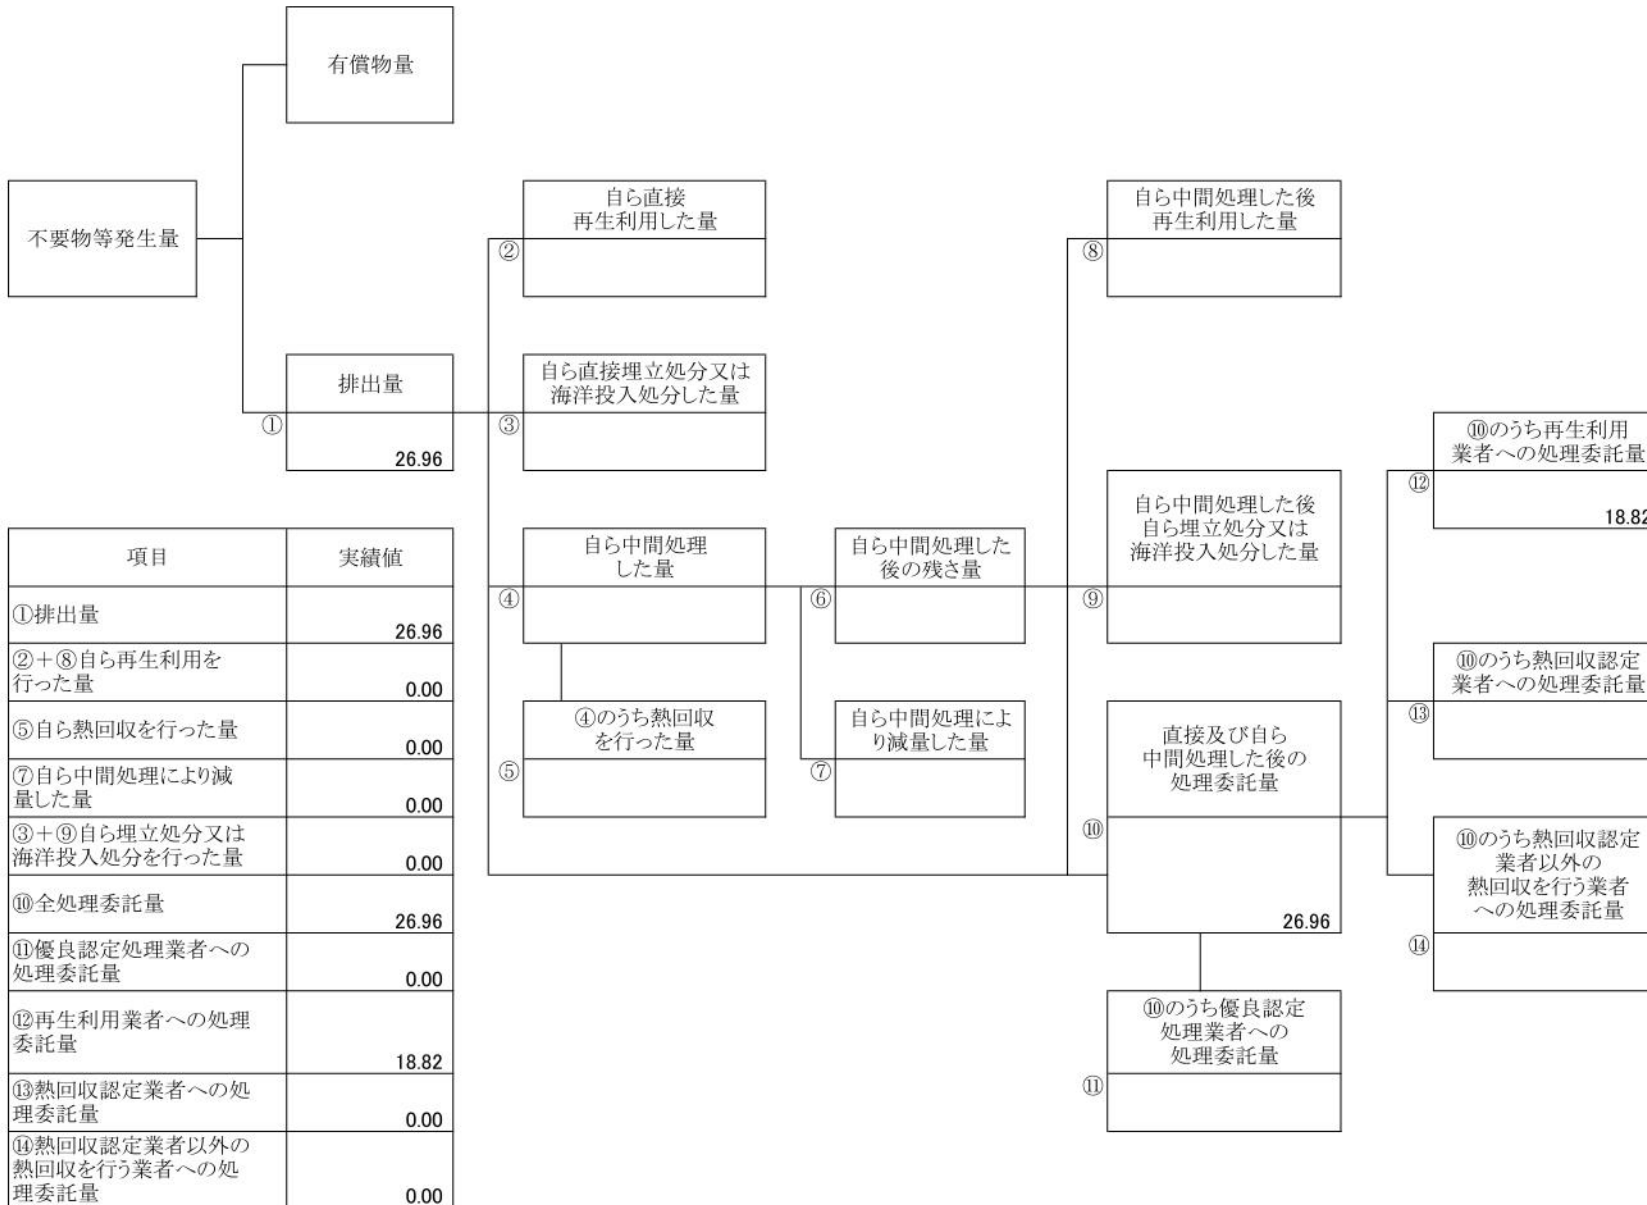 有償物量
不要物等発生量
自ら直接
再生利用した量
②
自ら中間処理した後
再生利用した量
⑧
排出量
①
26.96
自ら直接埋立処分又は
海洋投入処分した量
③
⑩のうち再生利用
業者への処理委託量
⑫
18.82
自ら中間処理した後
自ら埋立処分又は
海洋投入処分した量
⑨
自ら中間処理
した量
④
自ら中間処理した
後の残さ量
⑥
⑩のうち熱回収認定
業者への処理委託量
⑬
④のうち熱回収
を行った量
⑤
自ら中間処理によ
り減量した量
⑦
直接及び自ら
中間処理した後の
処理委託量
⑩
26.96
⑩のうち熱回収認定
業者以外の
熱回収を行う業者
への処理委託量
⑭
⑩のうち優良認定
処理業者への
処理委託量
⑪
項目 実績値
①排出量
26.96
②＋⑧自ら再生利用を
行った量 0.00
⑤自ら熱回収を行った量
0.00
⑦自ら中間処理により減
量した量 0.00
③＋⑨自ら埋立処分又は
海洋投入処分を行った量 0.00
⑩全処理委託量
26.96
⑪優良認定処理業者への
処理委託量 0.00
⑫再生利用業者への処理
委託量
18.82
⑬熱回収認定業者への処
理委託量 0.00
⑭熱回収認定業者以外の
熱回収を行う業者への処
理委託量 0.00